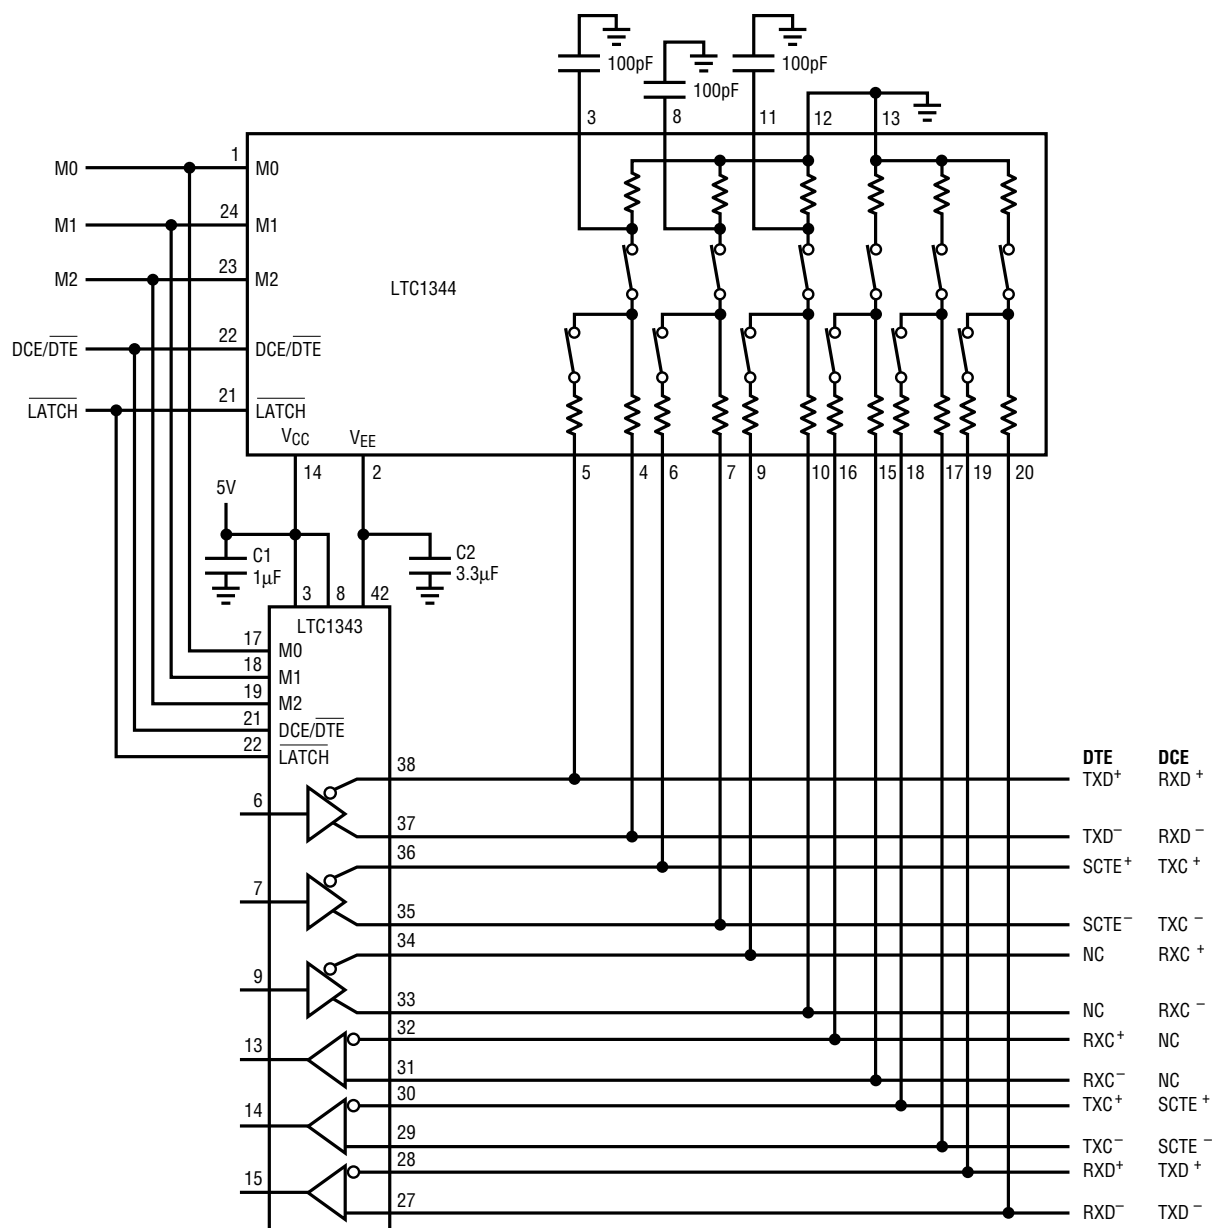 100pF
100pF
100pF
3
8
11
12
13
M0
1
M0
M1
24
M1
M2
23
M2
LTC1344
DCE/DTE
22
DCE/DTE
LATCH
21
LATCH
VCC
VEE
14
2
5
4
6
7
9
10
16
15
18
17
19
20
5V
C1
1µF
C2
3.3µF
3
8
42
LTC1343
17
M0
18
M1
19
M2
21
DCE/DTE
22
LATCH
DTE DCE
38
TXD+ RXD+
6
37
TXD– RXD–
36
SCTE+ TXC+
7
35
SCTE– TXC–
34
NC RXC+
9
33
NC RXC–
32
RXC+ NC
13
31
RXC– NC
30
TXC+ SCTE+
14
29
TXC– SCTE–
28
RXD+ TXD+
15
27
RXD– TXD–